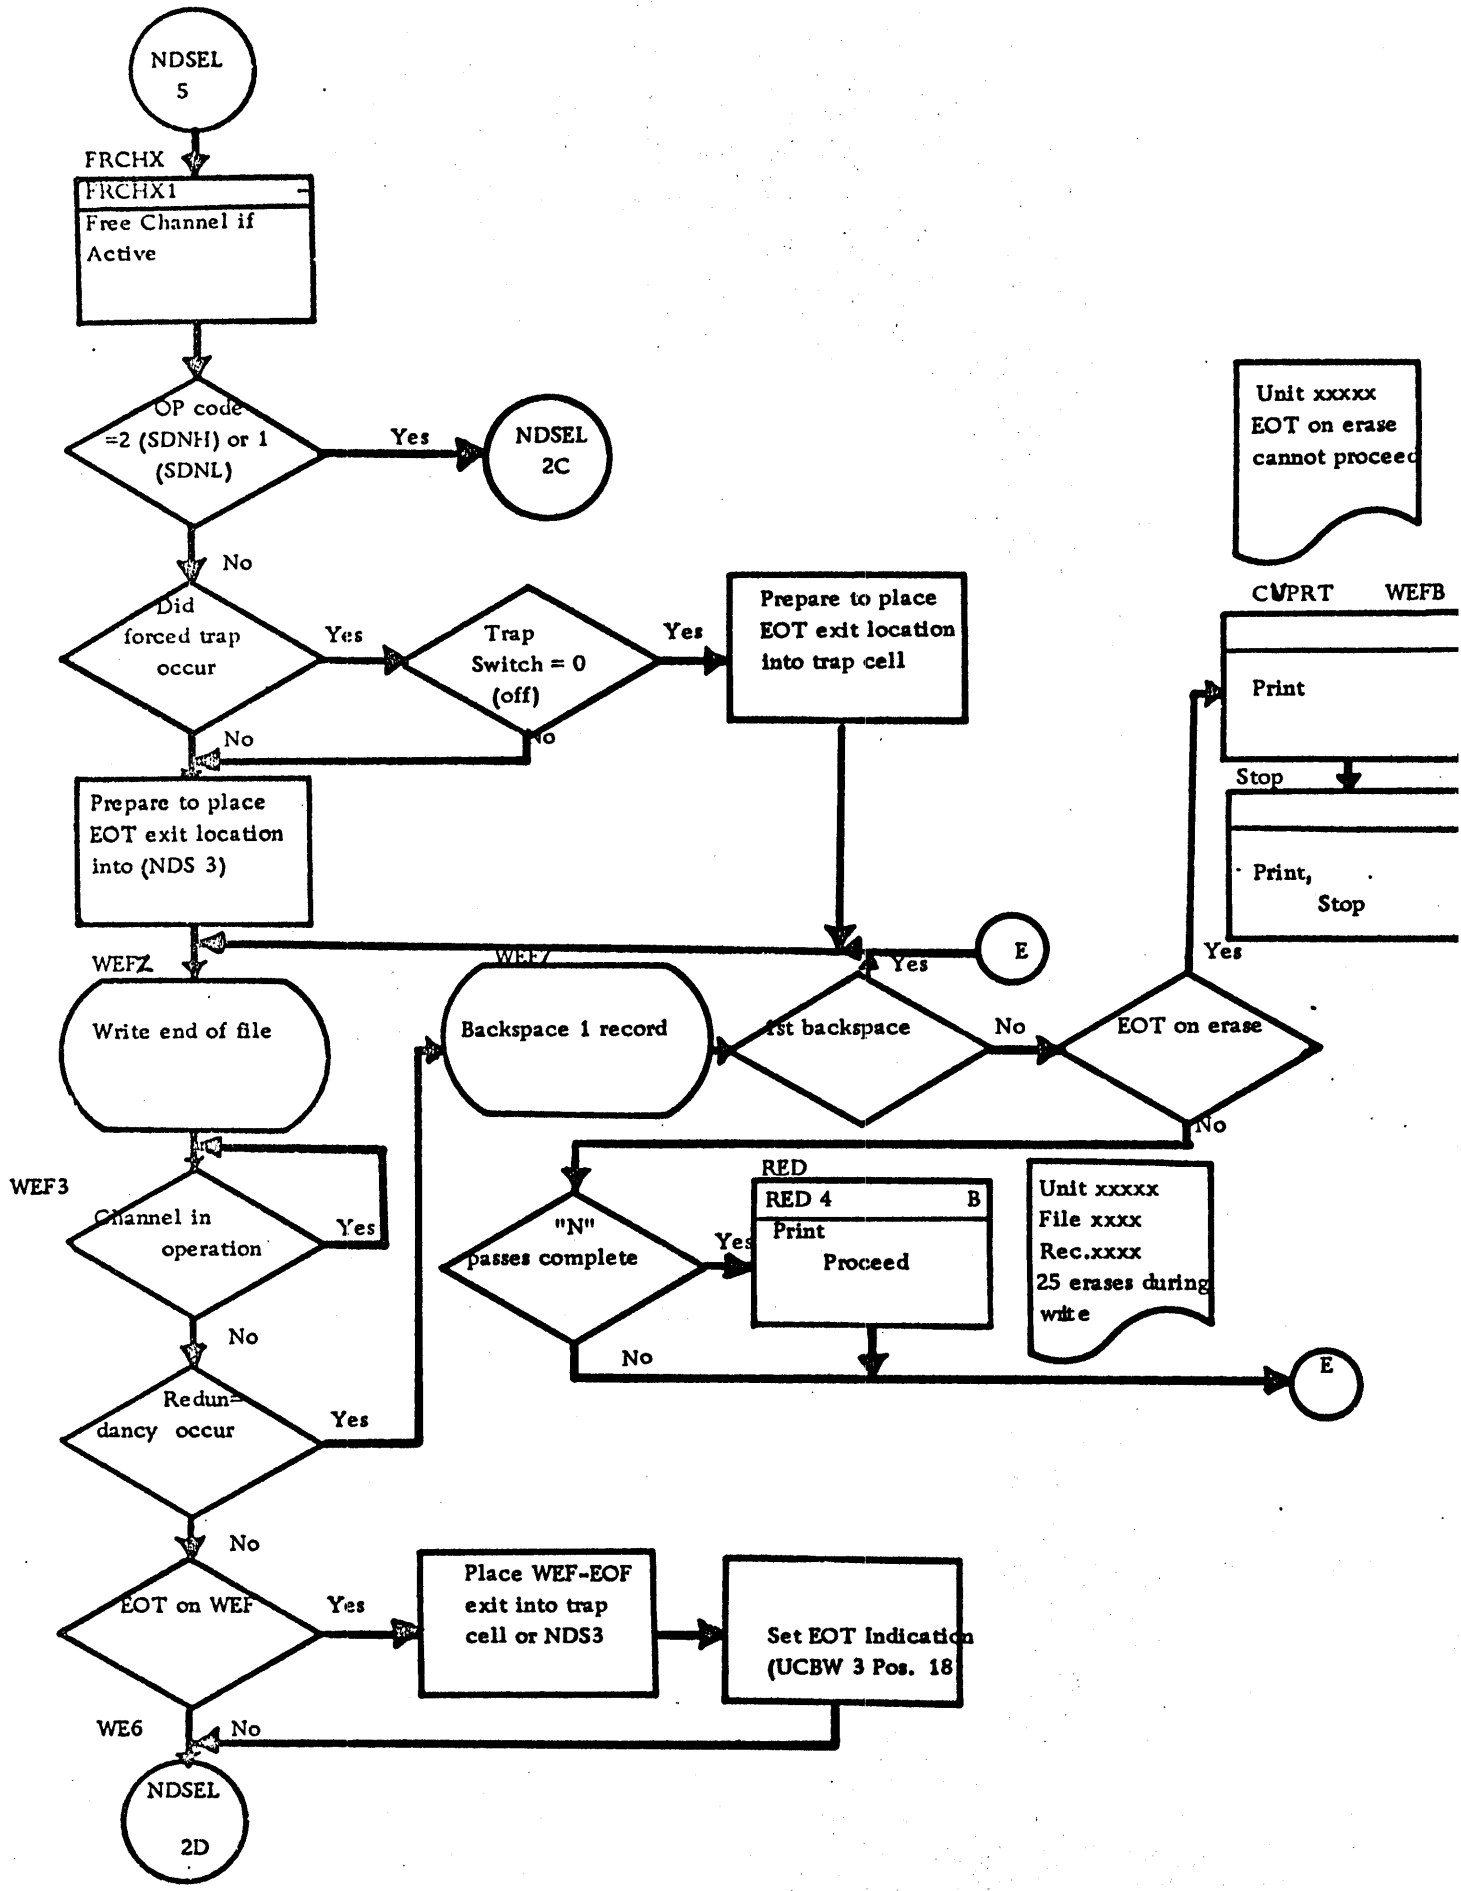 NDSEL
5
FRCHX
FRCHX1
Free Channel if
Active
OP code
=2 (SDNH) or 1
(SDNL)
Yes
NDSEL
2C
No
Unit xxxxx
EOT on erase
cannot proceed
Did
forced trap
occur
Yes
Trap
Switch = 0
(off)
Yes
Prepare to place
EOT exit location
into trap cell
CVPRT WEFB
Print
No
No
Stop
Print,
Stop
Prepare to place
EOT exit location
into (NDS 3)
E
Yes
Yes
WEFZ
WEF7
Write end of file
Backspace 1 record
1st backspace
No
EOT on erase
No
WEF3
Channel in
operation
Yes
"N"
passes complete
Yes
RED
RED 4 B
Print
Proceed
Unit xxxxx
File xxxx
Rec.xxxx
25 erases during
write
No
No
E
Redun-
dancy occur
Yes
No
EOT on WEF
Yes
Place WEF-EOF
exit into trap
cell or NDS3
Set EOT Indication
(UCBW 3 Pos. 18
WE6
No
NDSEL
2D